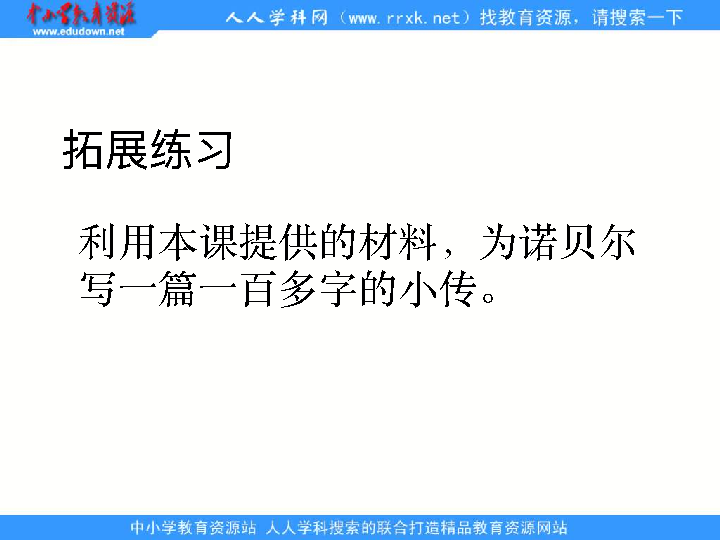 中小学教育资源
www.edudown.net
人人学科网（www.rrxk.net）找教育资源，请搜索一下
拓展练习
利用本课提供的材料，为诺贝尔
写一篇一百多字的小传。
中小学教育资源站 人人学科搜索的联合打造精品教育资源网站